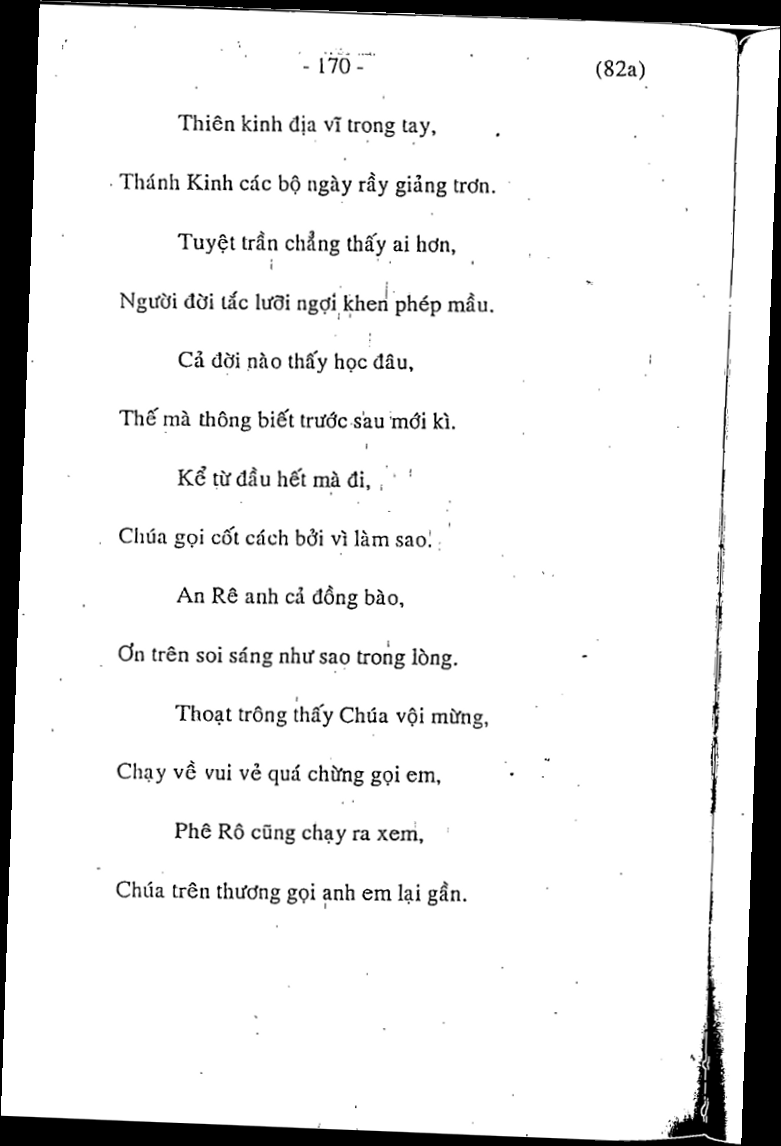 - 170 - (82a)
Thiên kinh địa vĩ trong tay,
Thánh Kinh các bộ ngày rầy giảng trơn.
Tuyệt trần chẳng thấy ai hơn,
Người đời tắc lưỡi ngợi khen phép mầu.
Cả đời nào thấy học đâu,
Thế mà thông biết trước sau mới kì.
Kể từ đầu hết mà đi,
Chúa gọi cốt cách bởi vì làm sao.
An Rê anh cả đồng bào,
Ơn trên soi sáng như sao trong lòng.
Thoạt trông thấy Chúa vội mừng,
Chạy về vui vẻ quá chừng gọi em,
Phê Rô cũng chạy ra xem,
Chúa trên thương gọi anh em lại gần.